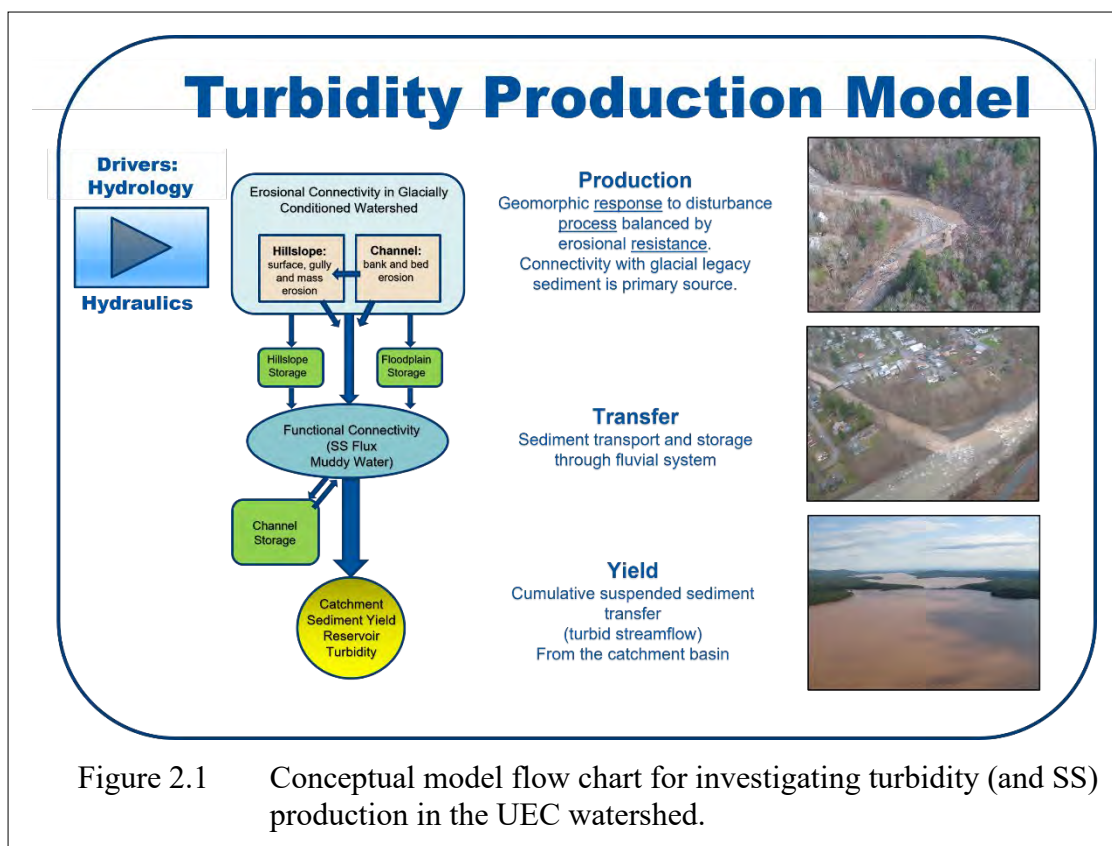 Turbidity Production Model
Drivers:
Hydrology
Hydraulics
Erosional Connectivity in Glacially
Conditioned Watershed
Hillslope:
surface, gully
and mass
erosion
Channel:
bank and bed
erosion
Hillslope
Storage
Floodplain
Storage
Functional Connectivity
(SS Flux
Muddy Water)
Channel
Storage
Catchment
Sediment Yield
Reservoir
Turbidity
Production
Geomorphic response to disturbance
process balanced by
erosional resistance.
Connectivity with glacial legacy
sediment is primary source.
Transfer
Sediment transport and storage
through fluvial system
Yield
Cumulative suspended sediment
transfer
(turbid streamflow)
From the catchment basin
Figure 2.1 Conceptual model flow chart for investigating turbidity (and SS)
production in the UEC watershed.